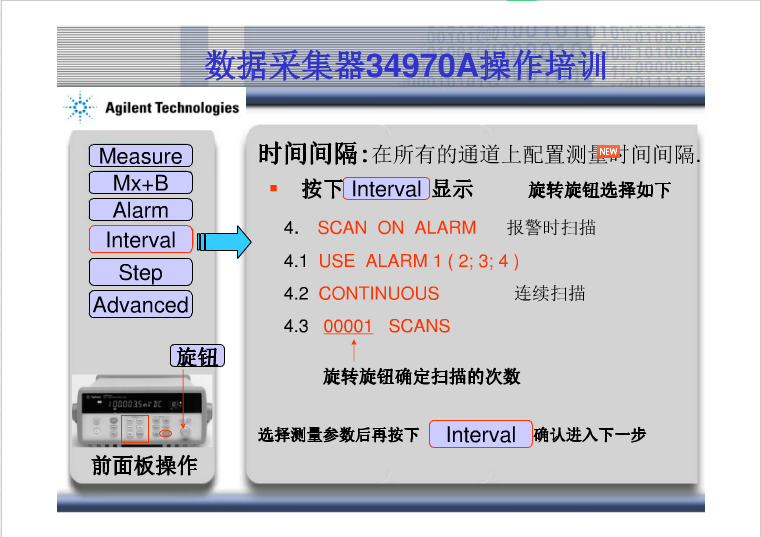 数据采集器34970A操作培训
Agilent Technologies
Measure
Mx+B
Alarm
Interval
Step
Advanced
旋钮
前面板操作
时间间隔:在所有的通道上配置测量时间间隔.
NEW
按下 Interval 显示 旋转旋钮选择如下
4. SCAN ON ALARM 报警时扫描
4.1 USE ALARM 1 ( 2; 3; 4 )
4.2 CONTINUOUS 连续扫描
4.3 00001 SCANS
旋转旋钮确定扫描的次数
选择测量参数后再按下 Interval 确认进入下一步